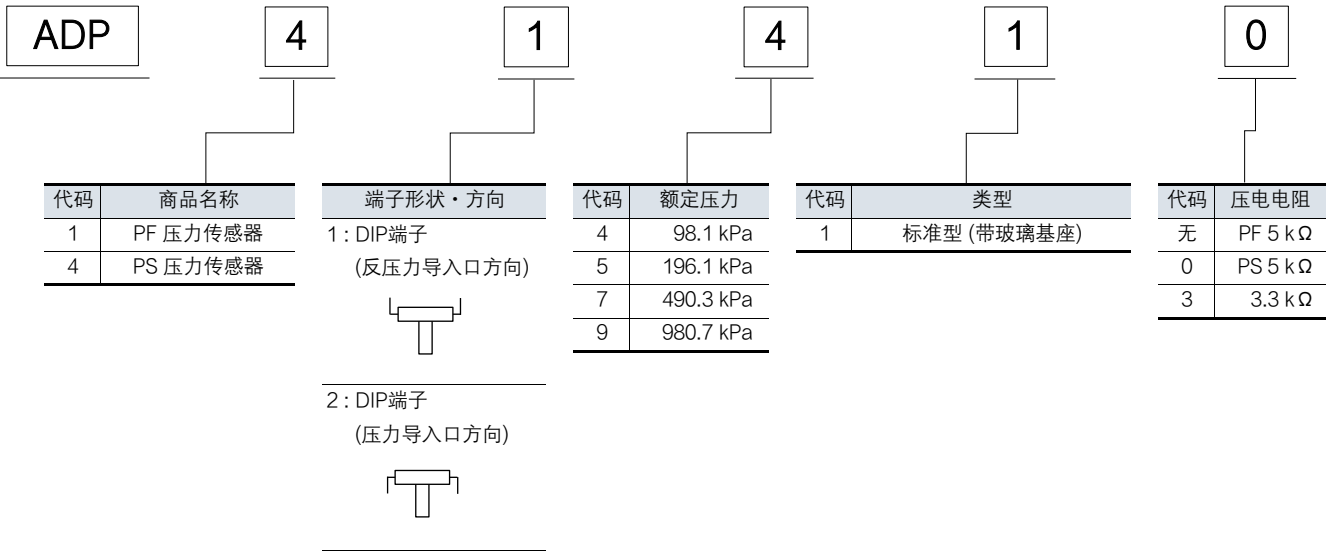 ADP 4 1 4 1 0
代码 商品名称
1 PF 压力传感器
4 PS 压力传感器
端子形状・方向
1 : DIP端子
(反压力导入口方向)
2 : DIP端子
(压力导入口方向)
代码 额定压力
4 98.1 kPa
5 196.1 kPa
7 490.3 kPa
9 980.7 kPa
代码 类型
1 标准型 (带玻璃基座)
代码 压电电阻
无 PF 5 kΩ
0 PS 5 kΩ
3 3.3 kΩ